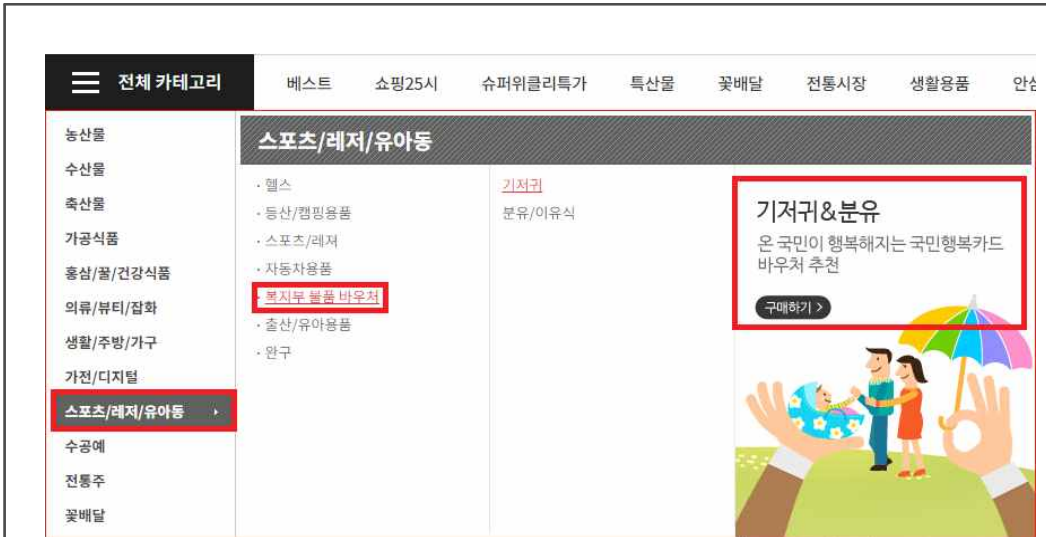 전체 카테고리
베스트 쇼핑25시 슈퍼위클리특가 특산물 꽃배달 전통시장 생활용품
농산물
수산물
축산물
가공식품
홍삼/꿀/건강식품
의류/뷰티/잡화
생활/주방/가구
가전/디지털
스포츠/레저/유아동
수공예
전통주
꽃배달
스포츠/레저/유아동
· 헬스
· 등산/캠핑용품
· 스포츠/레져
· 자동차용품
· 복지부 물품 바우처
· 출산/유아용품
· 완구
기저귀
분유/이유식
기저귀&분유
온 국민이 행복해지는 국민행복카드
바우처 추천
구매하기 >